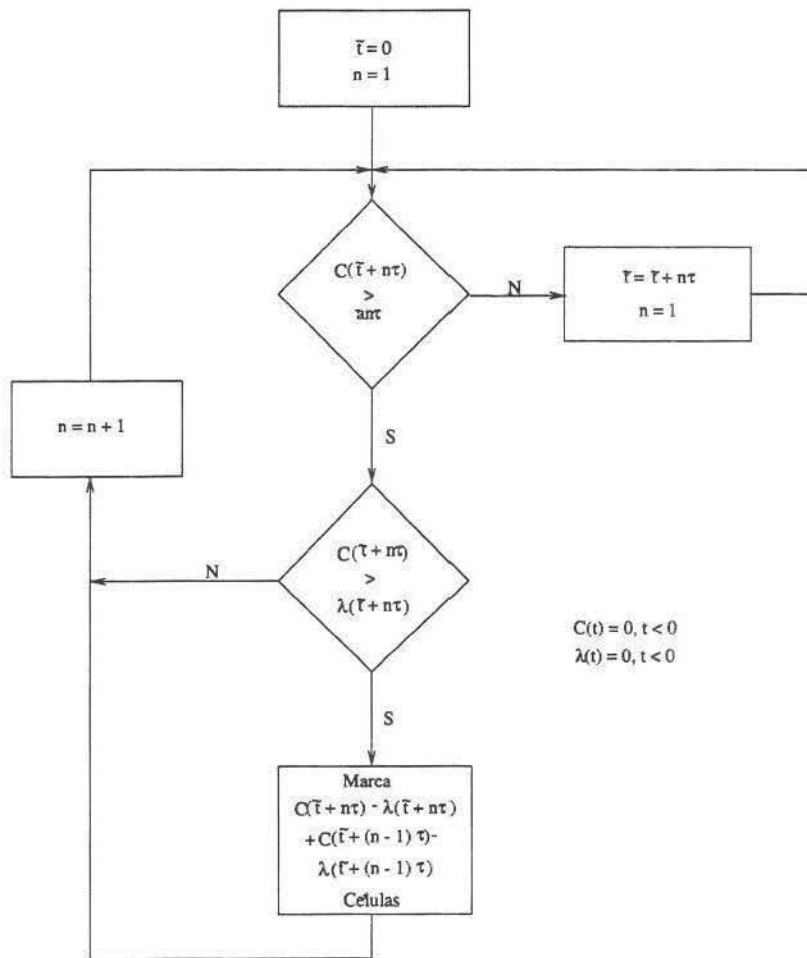 t̃ = 0
n = 1
C(t̃ + nτ)
>
anτ
N
t̃ = t̃ + nτ
n = 1
n = n + 1
S
C(t̃ + nτ)
>
λ(t̃ + nτ)
N
C(t) = 0, t < 0
λ(t) = 0, t < 0
S
Marca
C(t̃ + nτ) - λ(t̃ + nτ)
+C(t̃ + (n - 1) τ)-
λ(t̃ + (n - 1) τ)
Celulas